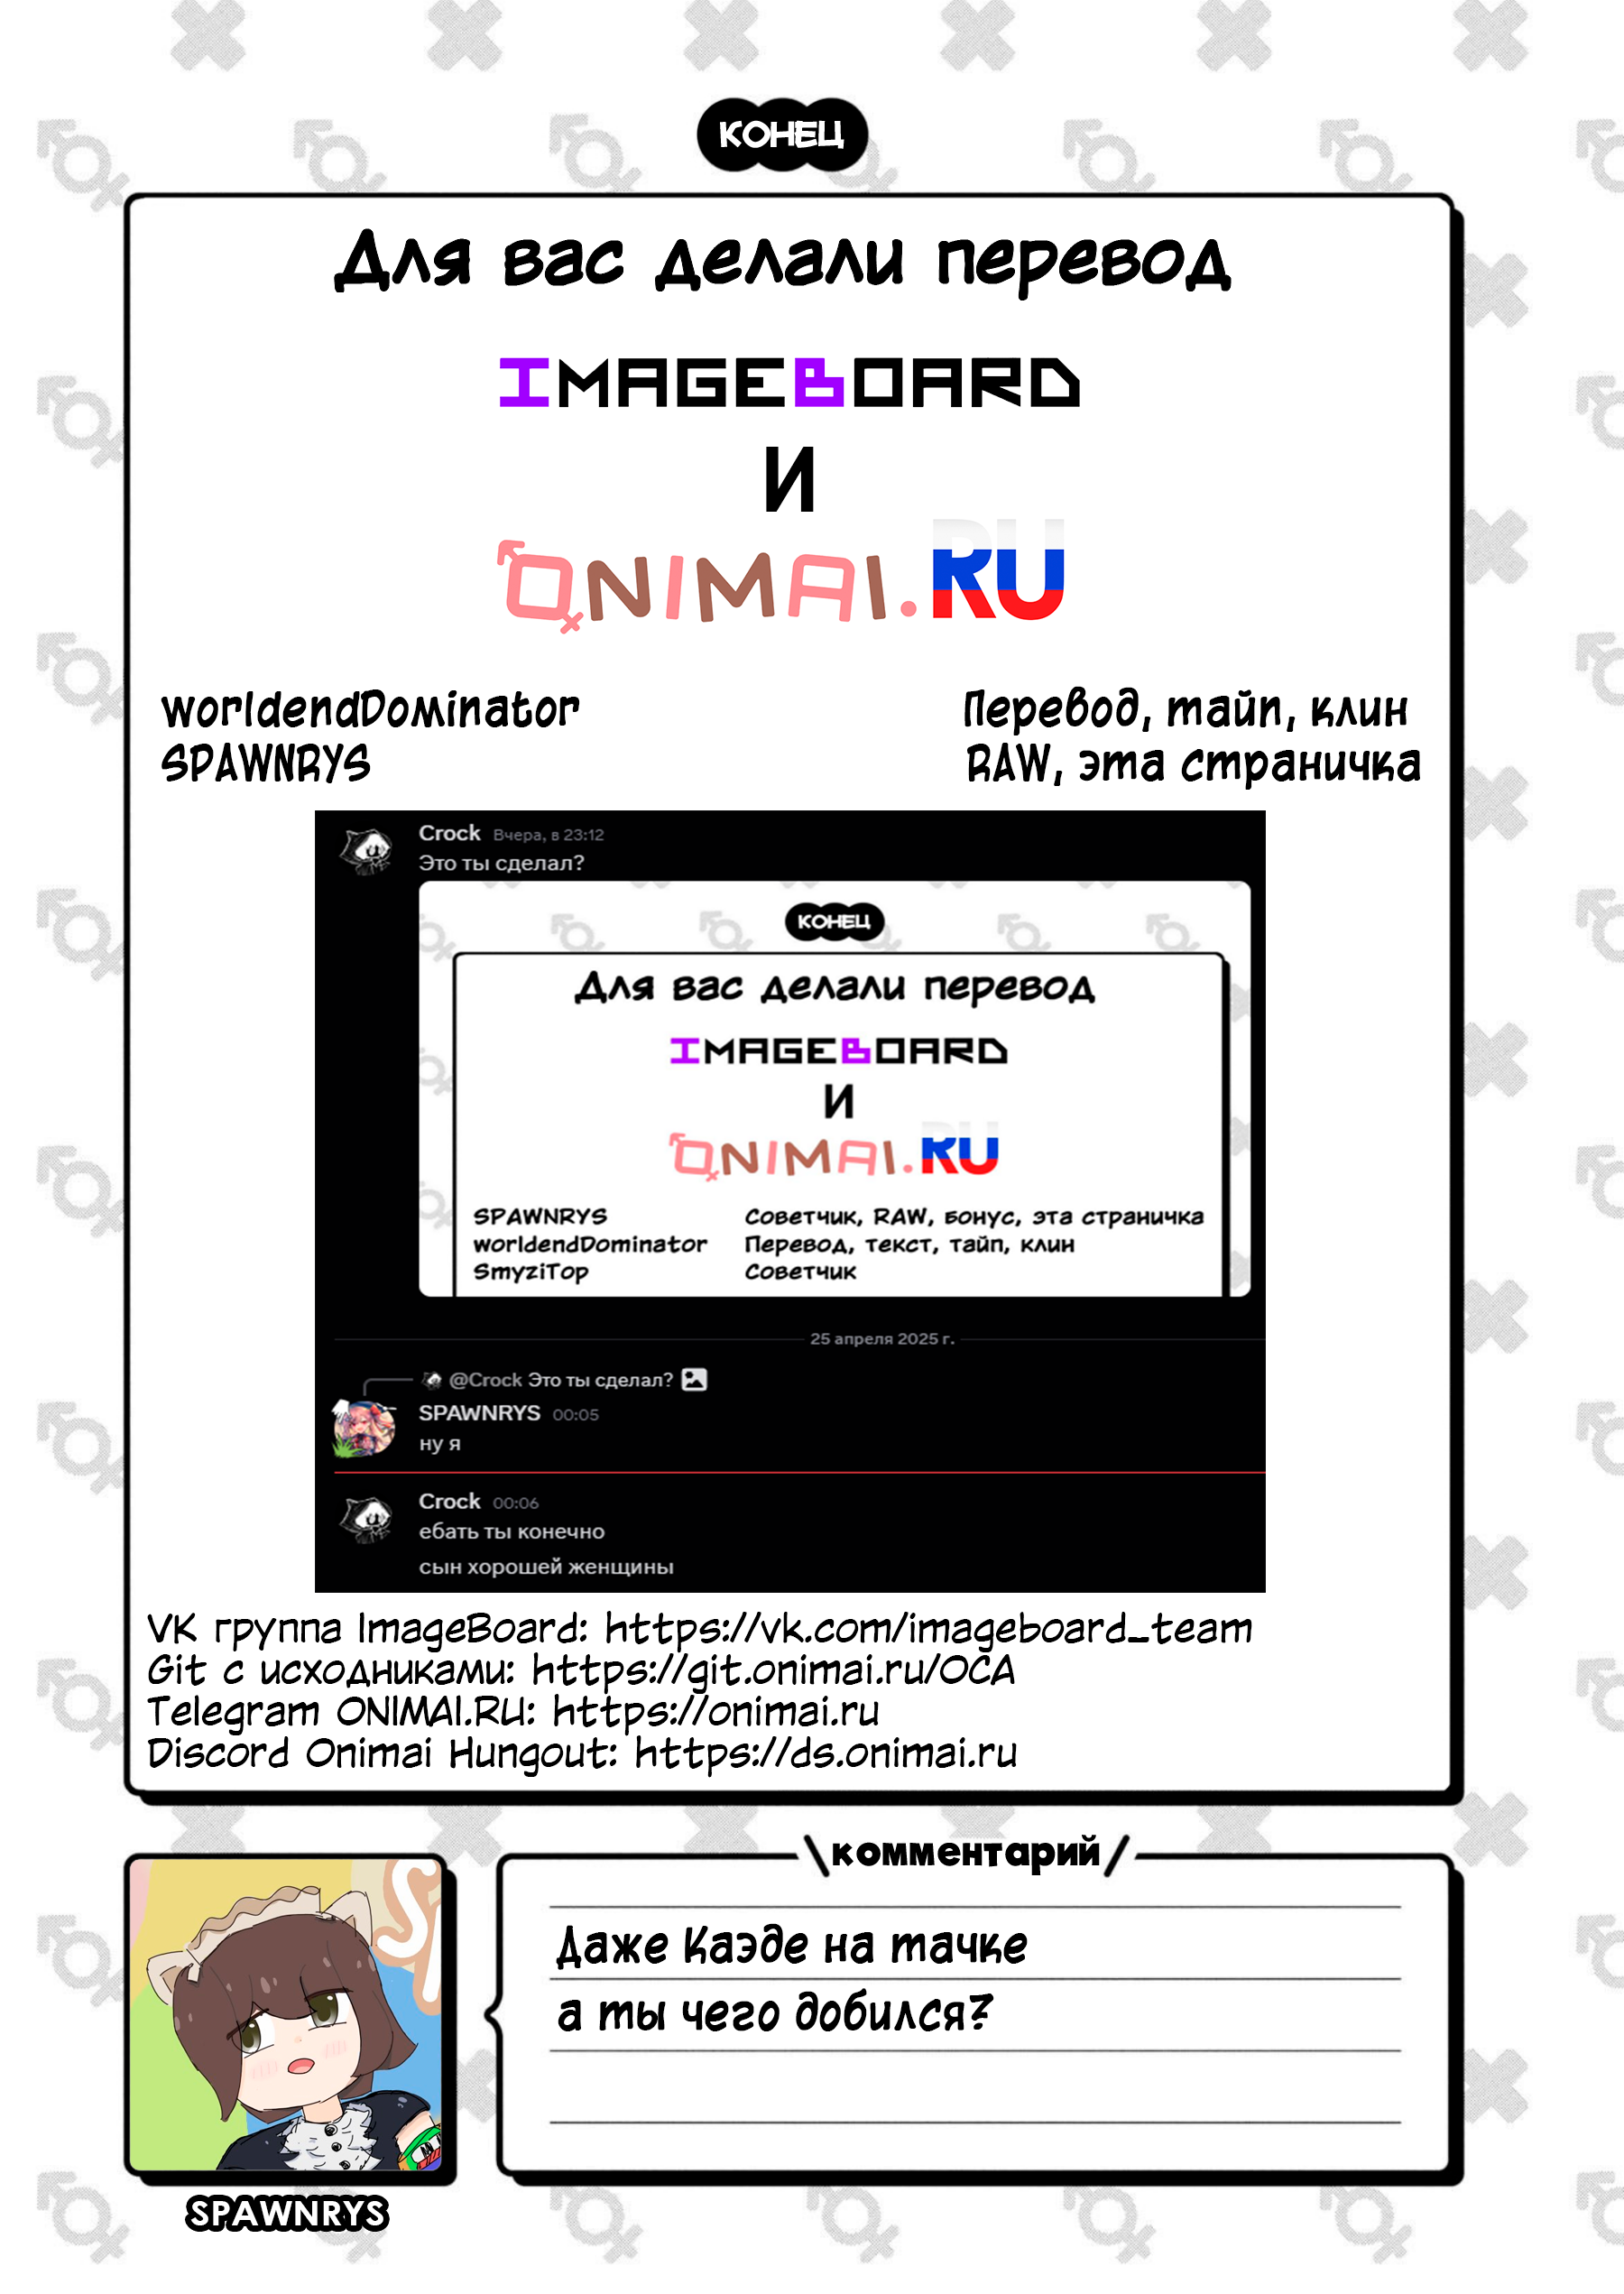 КОНЕЦ
Для вас делали перевод
IMAGEBOARD
И
ONIMAI.RU
worldendDominator Перевод, тайп, клин
SPAWNRYS RAW, эта страничка
Crock Вчера, в 23:12
Это ты сделал?
КОНЕЦ
Для вас делали перевод
IMAGEBOARD
И
ONIMAI.RU
SPAWNRYS Советчик, RAW, бонус, эта страничка
worldendDominator Перевод, текст, тайп, клин
SmyziTop Советчик
25 апреля 2025 г.
@Crock Это ты сделал?
SPAWNRYS 00:05
ну я
Crock 00:06
ебать ты конечно
сын хорошей женщины
VK группа ImageBoard: https://vk.com/imageboard_team
Git с исходниками: https://git.onimai.ru/OCA
Telegram ONIMAI.RU: https://onimai.ru
Discord Onimai Hungout: https://ds.onimai.ru
\комментарий/
Даже Каэде на тачке
а ты чего добился?
SPAWNRYS